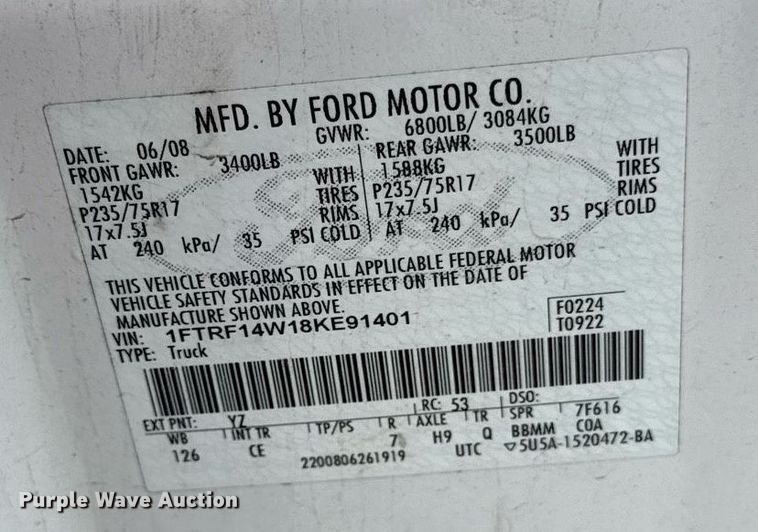 MFD. BY FORD MOTOR CO.
DATE: 06/08 GVWR: 6800LB/ 3084KG
FRONT GAWR: 3400LB REAR GAWR: 3500LB
1542KG WITH 1588KG WITH
P235/75R17 TIRES P235/75R17 TIRES
17x7.5J RIMS 17x7.5J RIMS
AT 240 kPa/ 35 PSI COLD AT 240 kPa/ 35 PSI COLD
THIS VEHICLE CONFORMS TO ALL APPLICABLE FEDERAL MOTOR
VEHICLE SAFETY STANDARDS IN EFFECT ON THE DATE OF
MANUFACTURE SHOWN ABOVE.
VIN: 1FTRF14W18KE91401 F0224
TYPE: Truck T0922
EXT PNT: YZ RC: 53 DSO:
WB INT TR TP/PS R AXLE TR SPR 7F616
126 CE 7 H9 Q BBMM COA
2200806261919 UTC ▽5U5A-1520472-BA
Purple Wave Auction